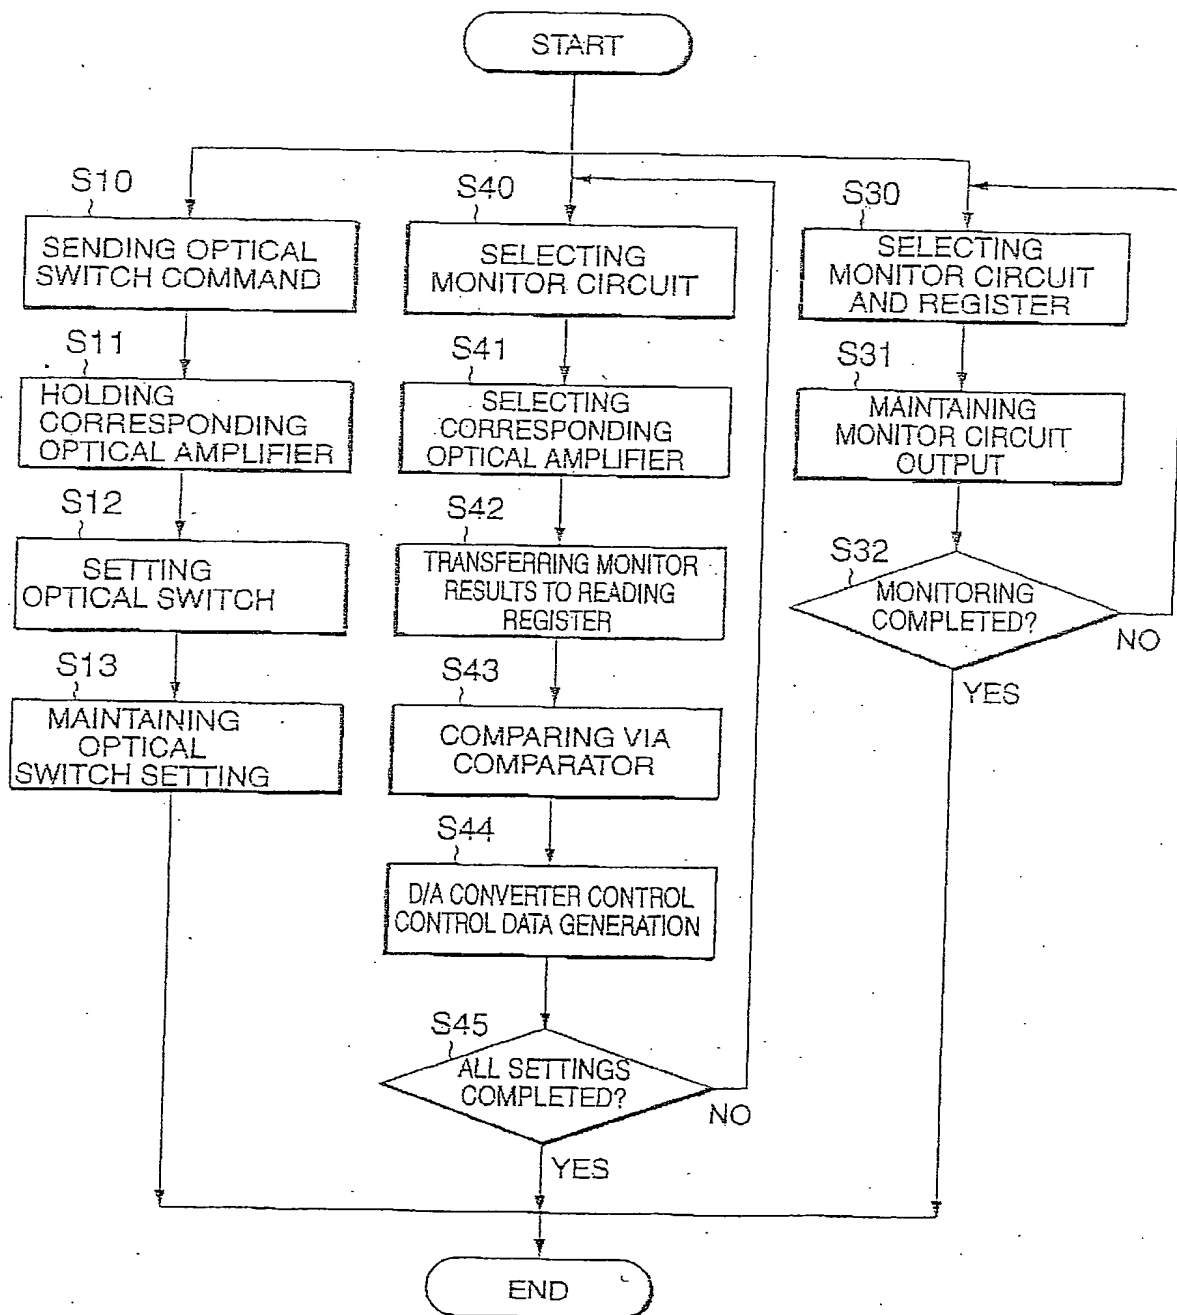 START
S10
SENDING OPTICAL
SWITCH COMMAND
S11
HOLDING
CORRESPONDING
OPTICAL AMPLIFIER
S12
SETTING
OPTICAL SWITCH
S13
MAINTAINING
OPTICAL
SWITCH SETTING
S40
SELECTING
MONITOR CIRCUIT
S41
SELECTING
CORRESPONDING
OPTICAL AMPLIFIER
S42
TRANSFERRING MONITOR
RESULTS TO READING
REGISTER
S43
COMPARING VIA
COMPARATOR
S44
D/A CONVERTER CONTROL
CONTROL DATA GENERATION
S45
ALL SETTINGS
COMPLETED?
NO
YES
S30
SELECTING
MONITOR CIRCUIT
AND REGISTER
S31
MAINTAINING
MONITOR CIRCUIT
OUTPUT
S32
MONITORING
COMPLETED?
NO
YES
END